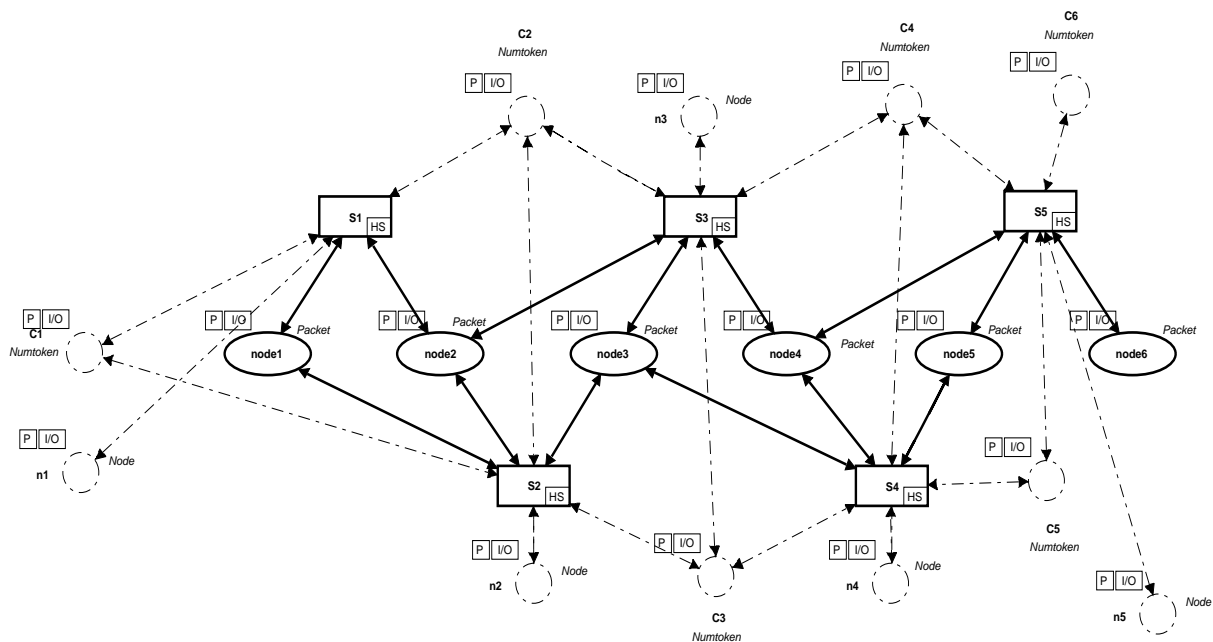 C6
Numtoken
C2
Numtoken
C4
Numtoken
P I/O
P I/O
P I/O
P I/O
Node
P I/O
n3
S1
HS
S3
HS
S5
HS
P I/O
C1
Numtoken
P I/O
Packet
node1
P I/O
Packet
node2
P I/O
Packet
node3
P I/O
Packet
node4
P I/O
Packet
node5
P I/O
Packet
node6
P I/O
Node
n1
S2
HS
S4
HS
P I/O
C5
Numtoken
P I/O
Node
n2
P I/O
C3
Numtoken
P I/O
Node
n4
P I/O
Node
n5